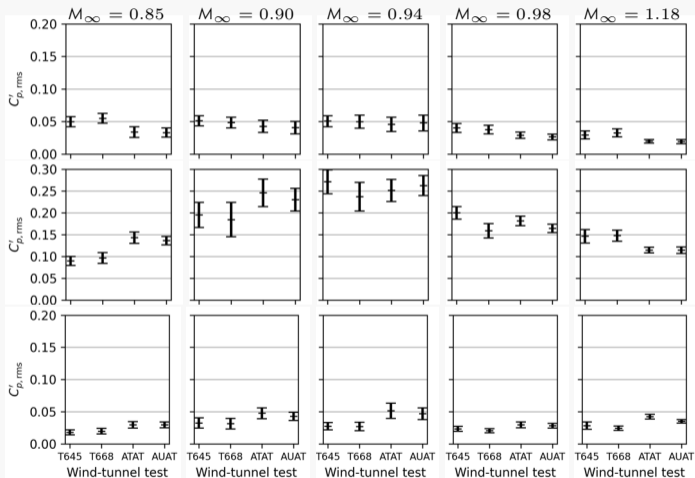 M∞ = 0.85 M∞ = 0.90 M∞ = 0.94 M∞ = 0.98 M∞ = 1.18
0.20
0.15
0.10
0.05
0.00
C′p, rms
0.30
0.25
0.20
0.15
0.10
0.05
0.00
C′p, rms
0.20
0.15
0.10
0.05
0.00
C′p, rms
T645 T668 ATAT AUAT T645 T668 ATAT AUAT T645 T668 ATAT AUAT T645 T668 ATAT AUAT T645 T668 ATAT AUAT
Wind-tunnel test Wind-tunnel test Wind-tunnel test Wind-tunnel test Wind-tunnel test